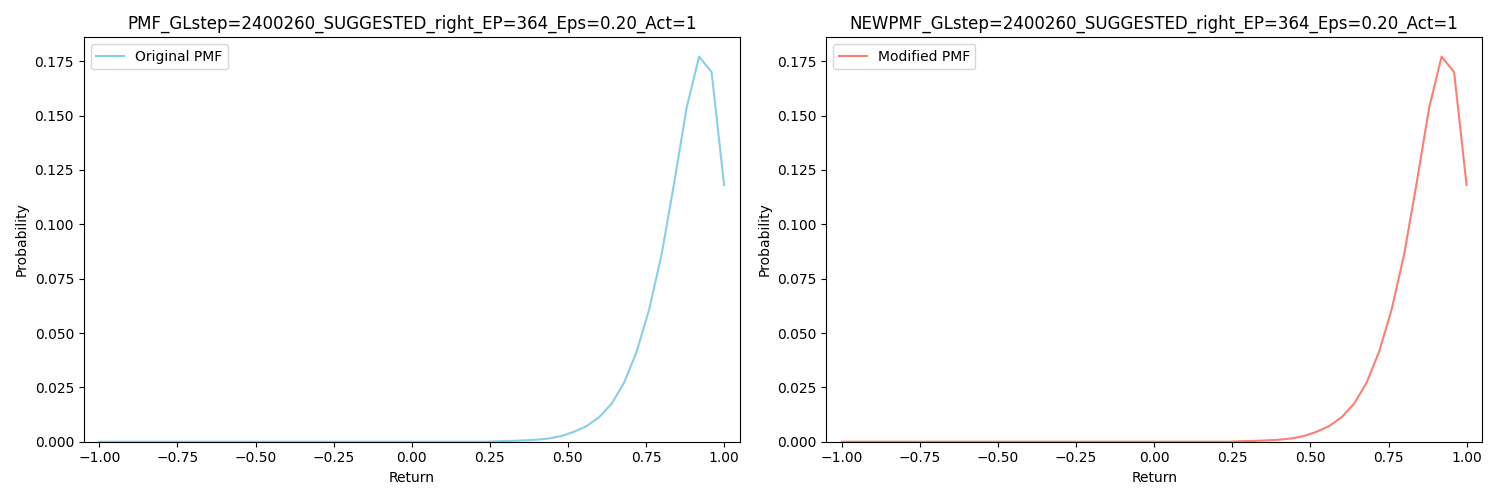 PMF_GLstep=2400260_SUGGESTED_right_EP=364_Eps=0.20_Act=1
Original PMF
0.175
0.150
0.125
0.100
0.075
0.050
0.025
0.000
Probability
−1.00 −0.75 −0.50 −0.25 0.00 0.25 0.50 0.75 1.00
Return
NEWPMF_GLstep=2400260_SUGGESTED_right_EP=364_Eps=0.20_Act=1
Modified PMF
0.175
0.150
0.125
0.100
0.075
0.050
0.025
0.000
Probability
−1.00 −0.75 −0.50 −0.25 0.00 0.25 0.50 0.75 1.00
Return